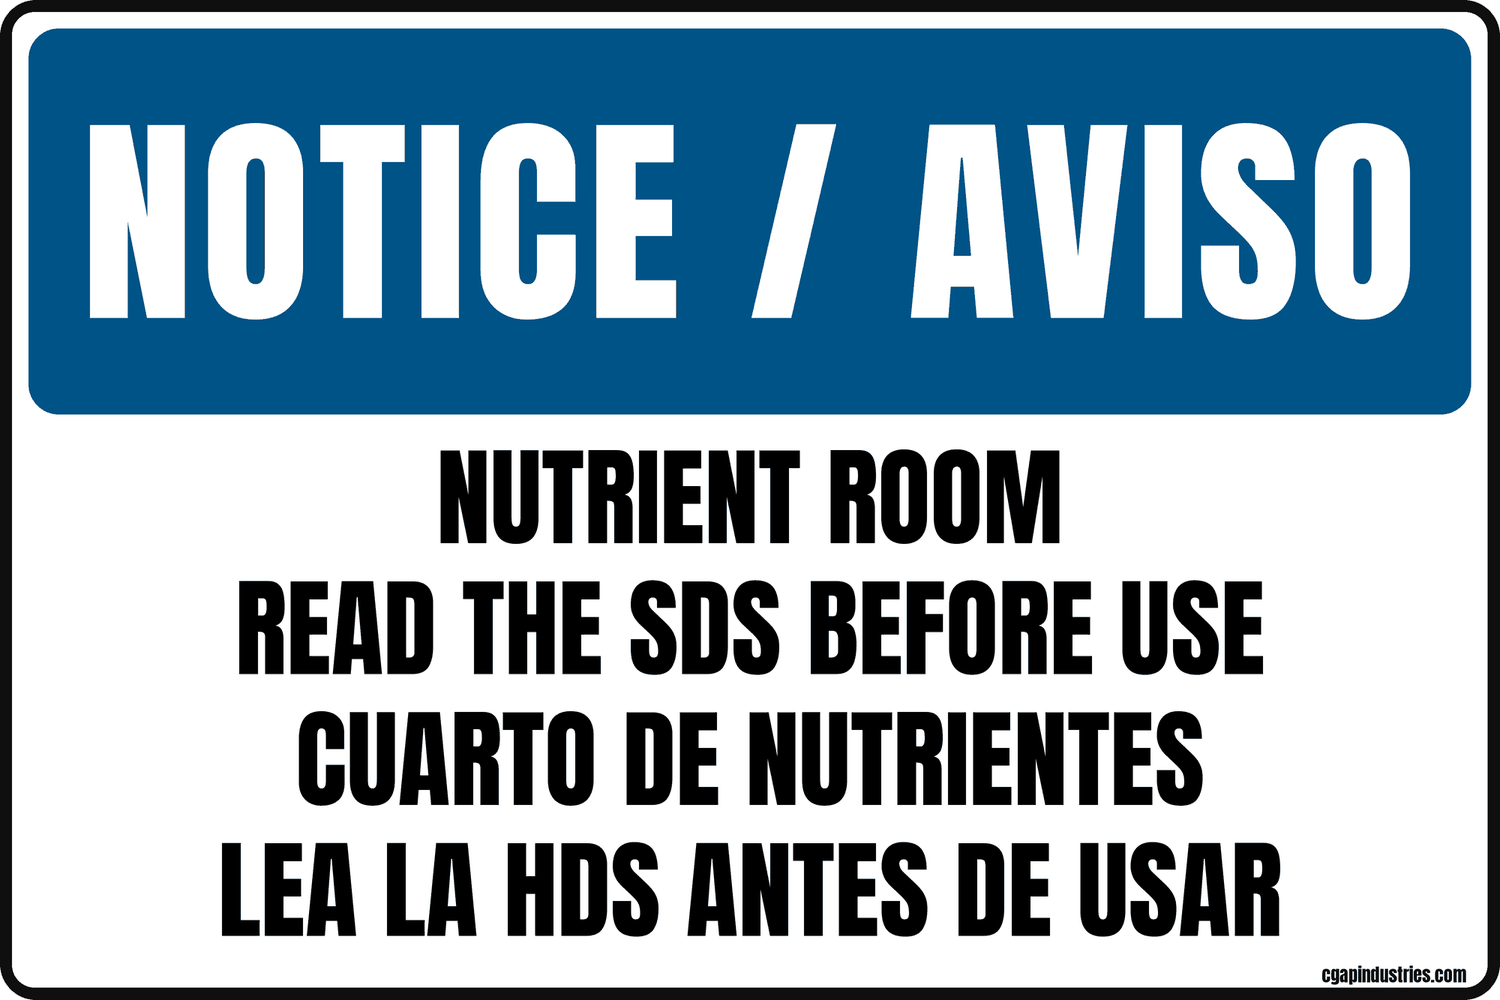 NOTICE / AVISO
NUTRIENT ROOM
READ THE SDS BEFORE USE
CUARTO DE NUTRIENTES
LEA LA HDS ANTES DE USAR
cgapindustries.com